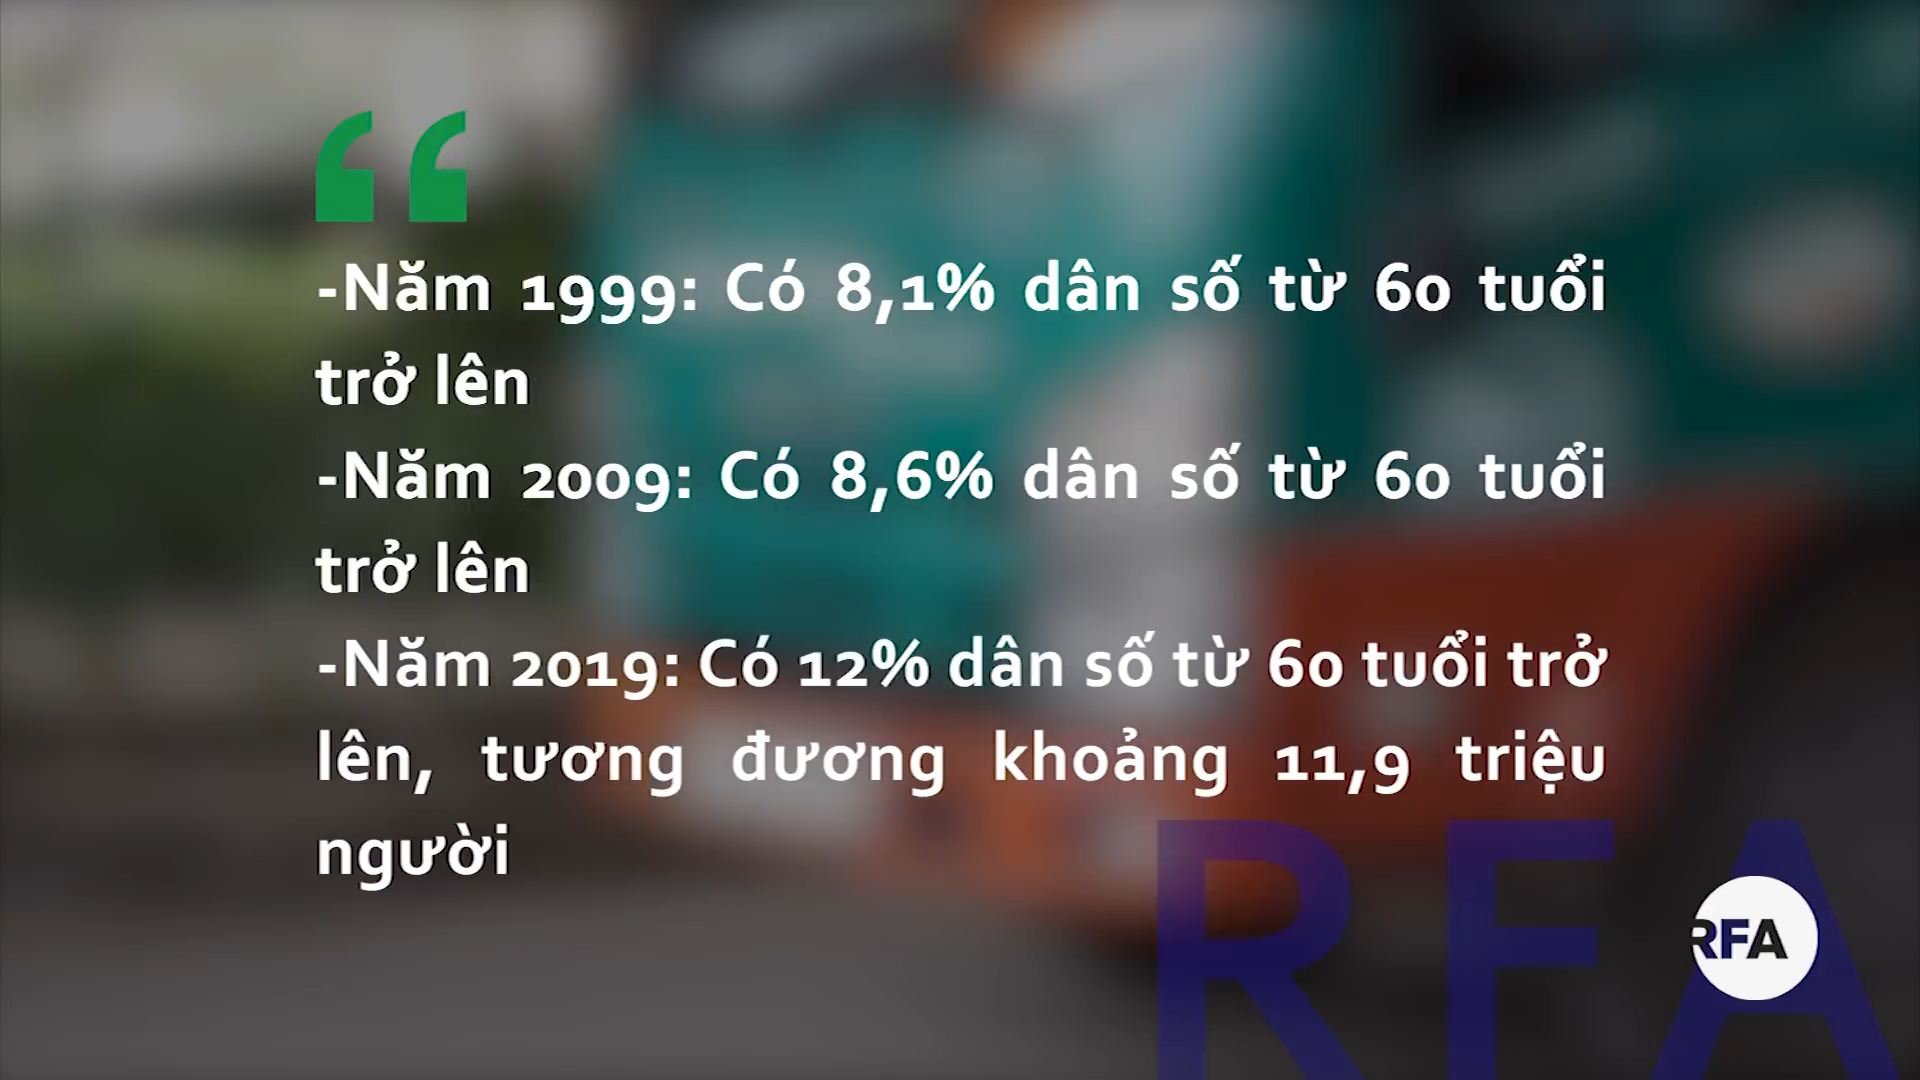 -Năm 1999: Có 8,1% dân số từ 60 tuổi
trở lên
-Năm 2009: Có 8,6% dân số từ 60 tuổi
trở lên
-Năm 2019: Có 12% dân số từ 60 tuổi trở
lên, tương đương khoảng 11,9 triệu
người
RFA
RFA